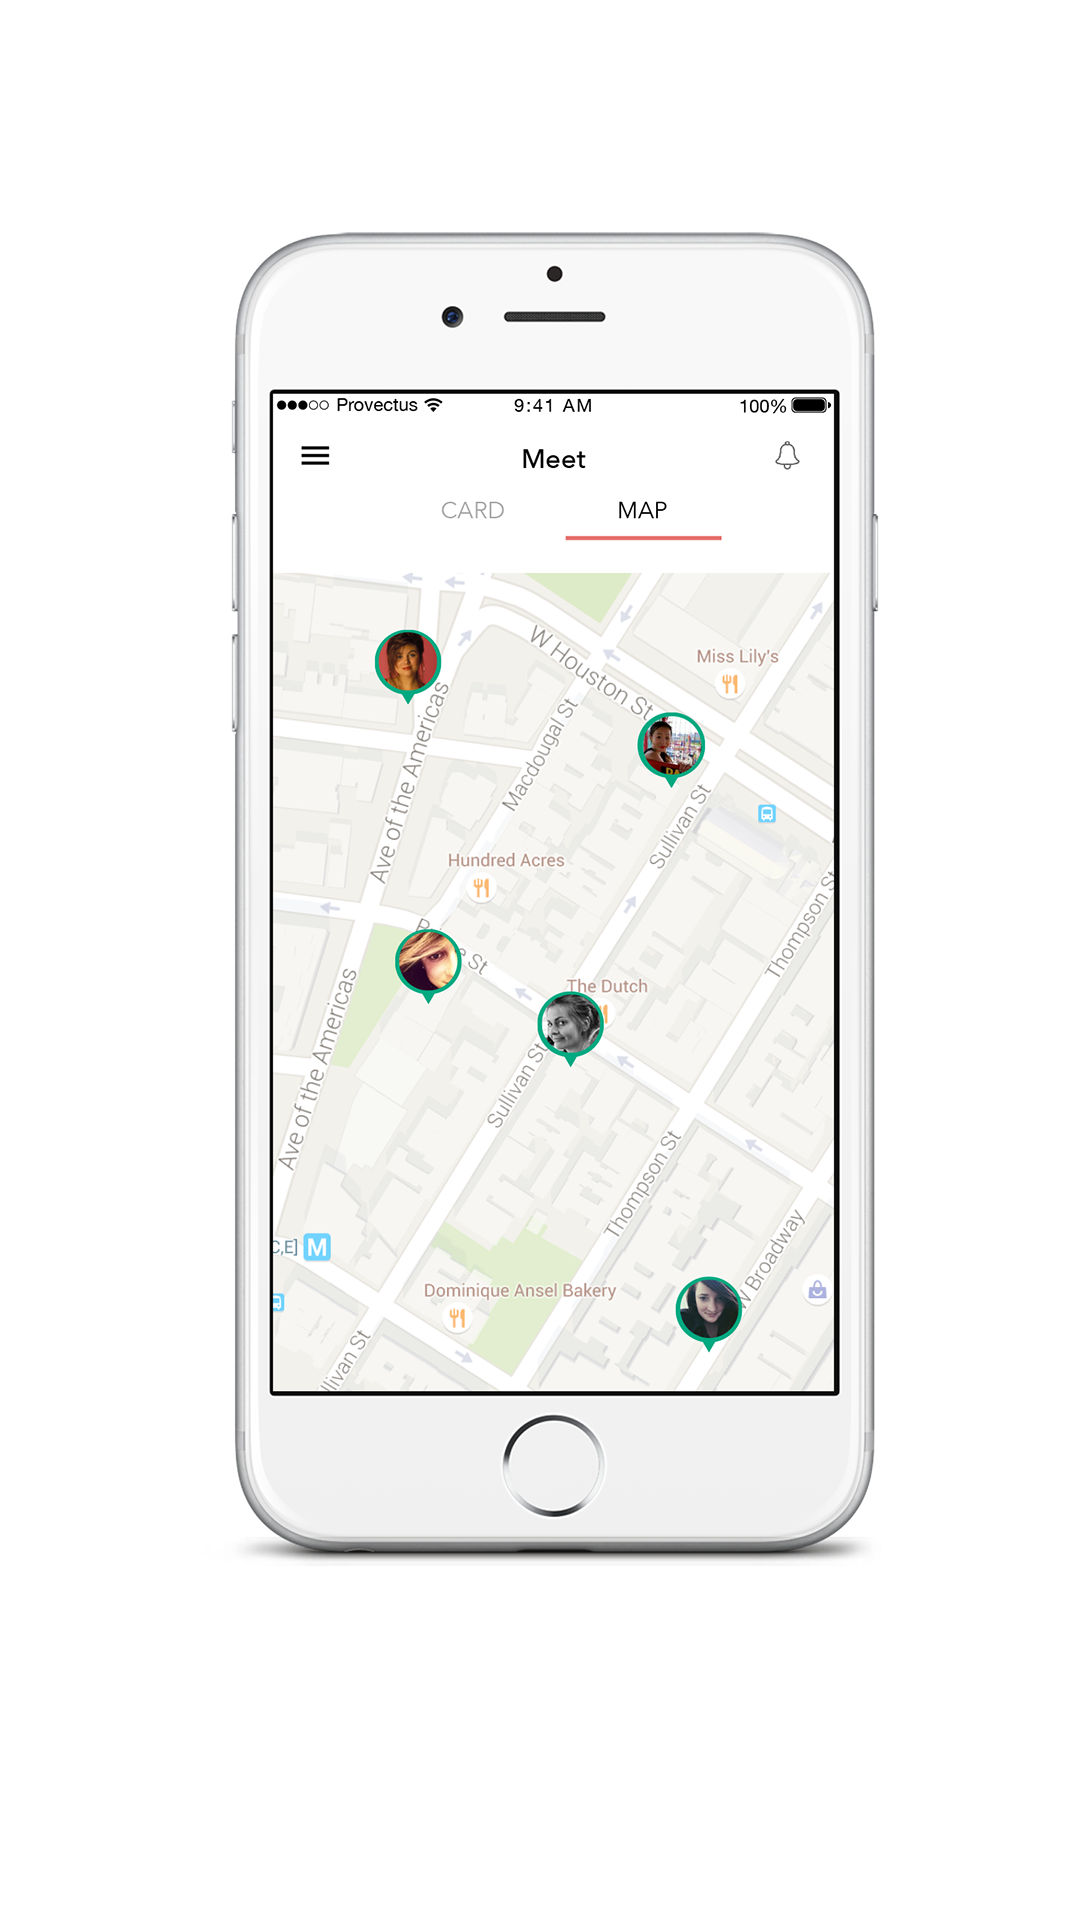 Provectus
9:41 AM
100%
Meet
CARD
MAP
W Houston St
Miss Lily's
Ave of the Americas
Macdougal St
Sullivan St
Hundred Acres
Thompson St
St
The Dutch
Ave of the Americas
Sullivan St
Thompson St
W Broadway
C,E]
M
Dominique Ansel Bakery
llivan St